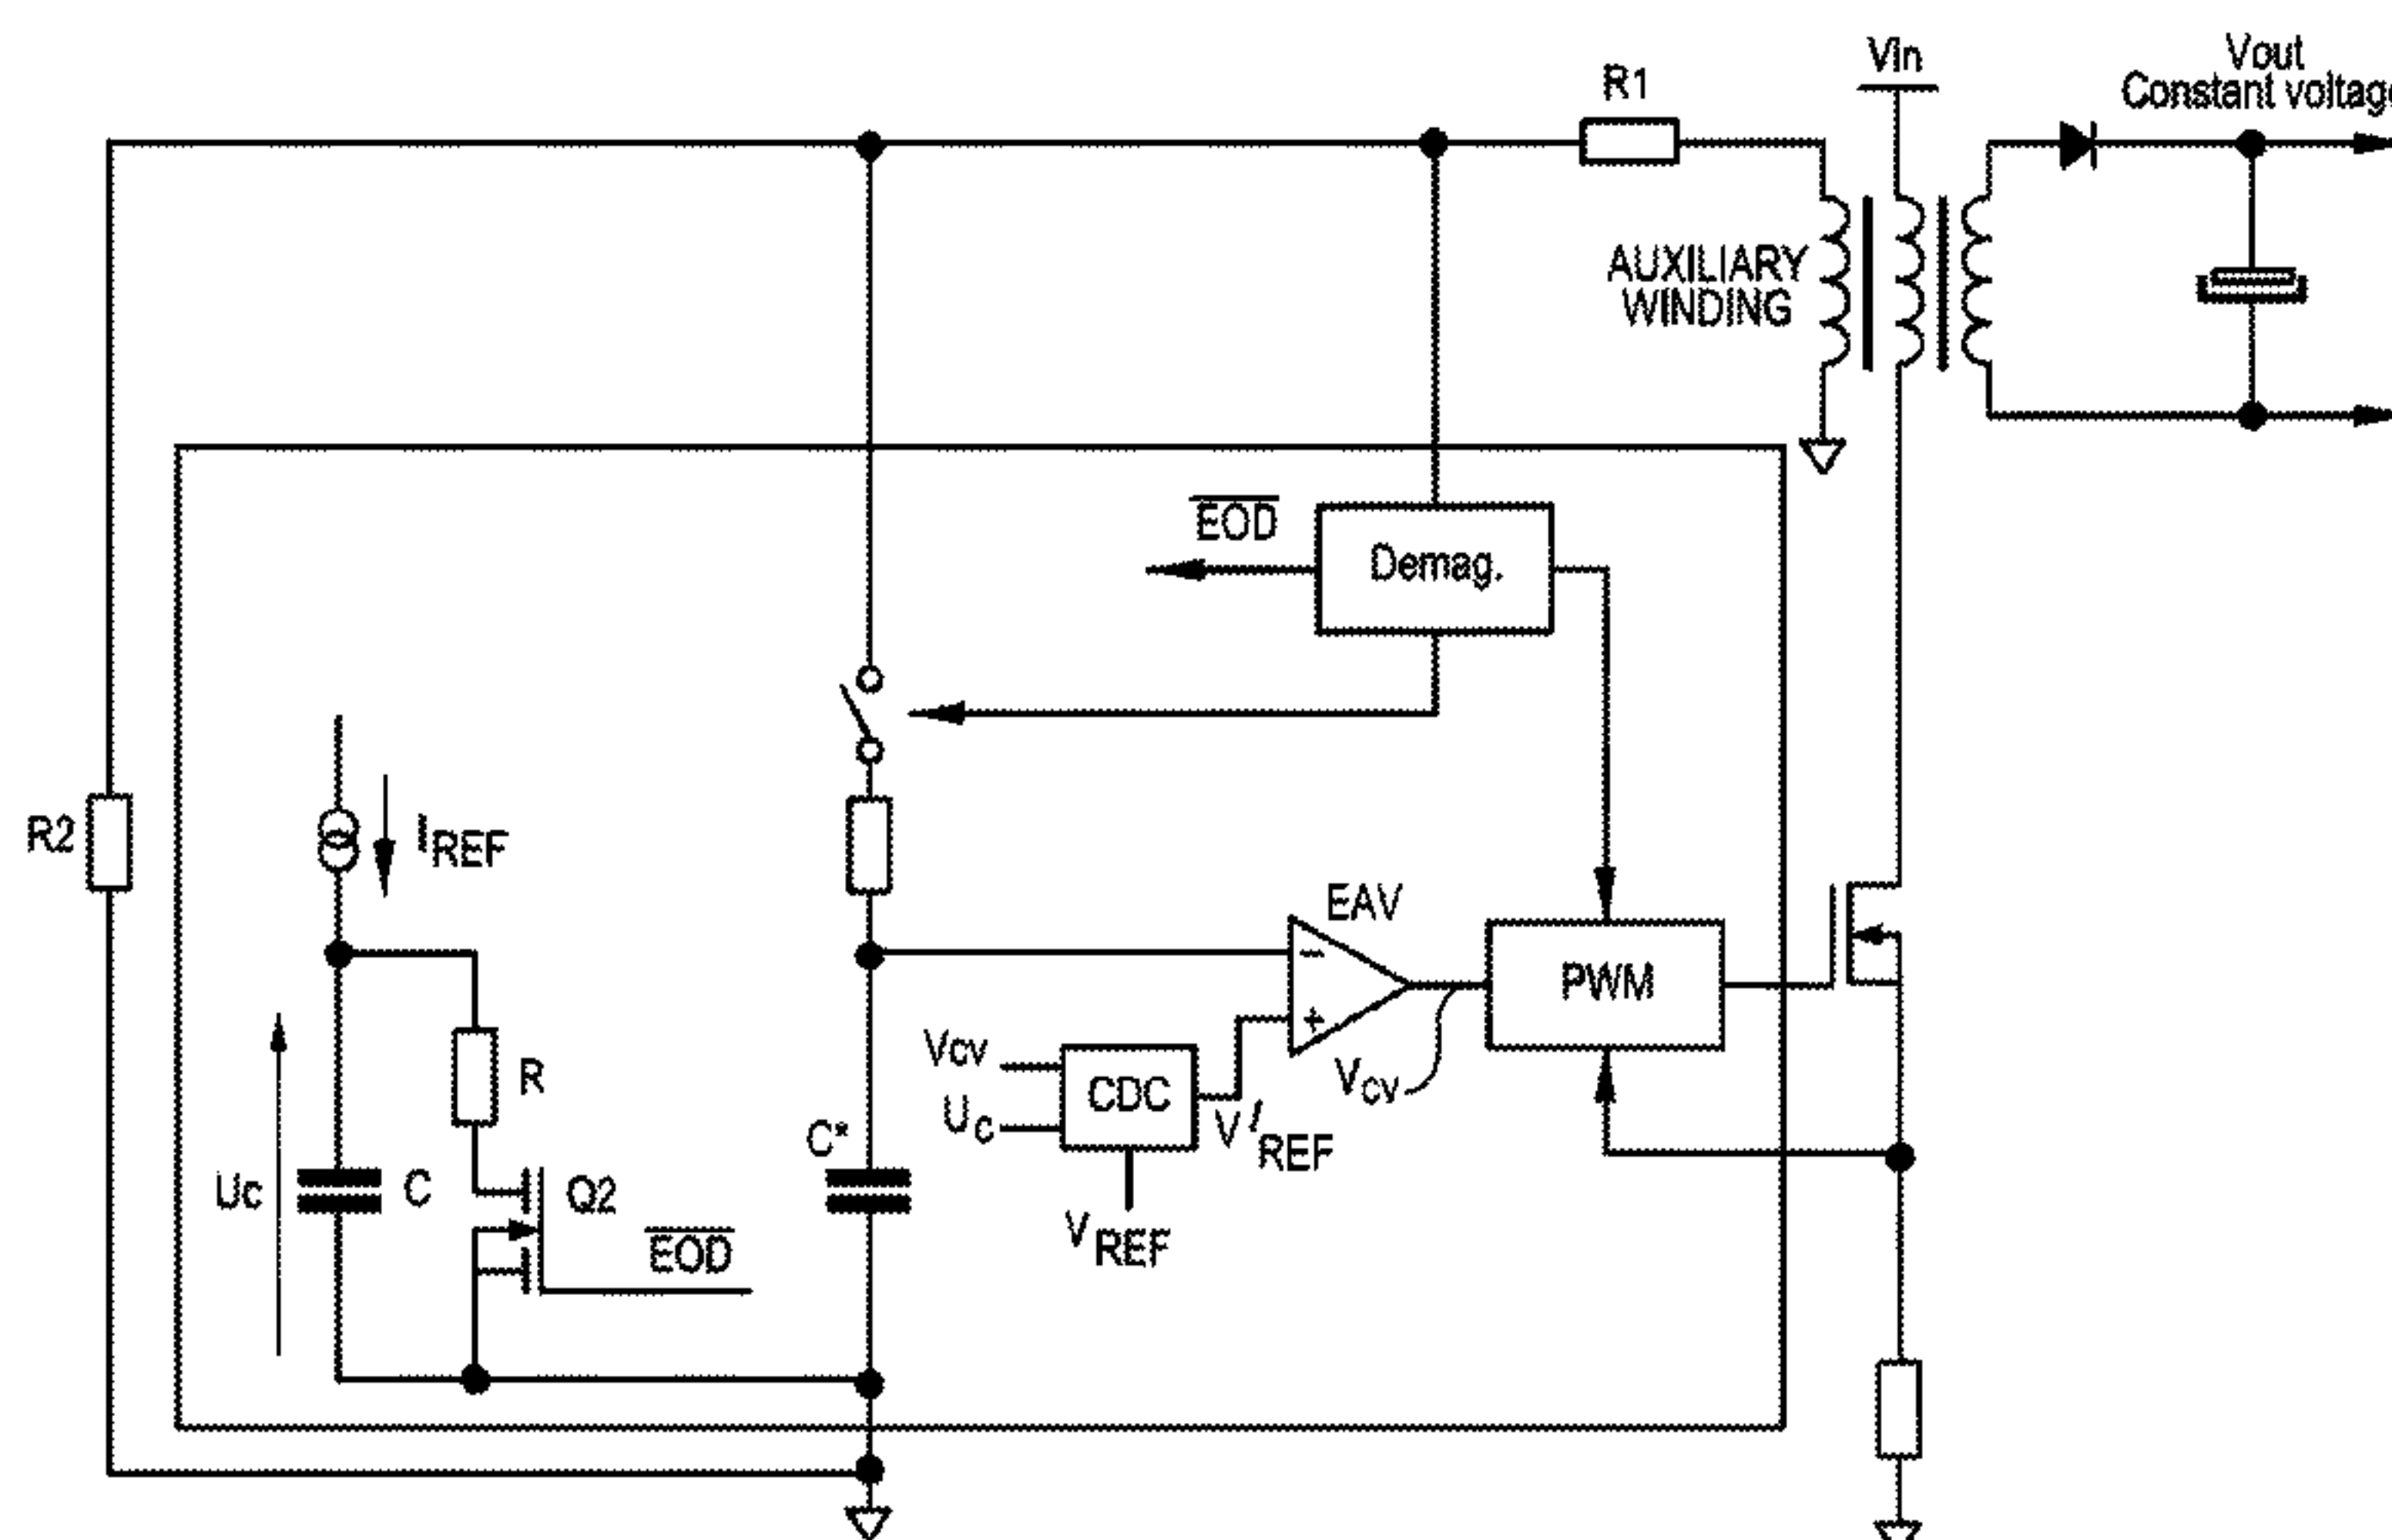 Vin
Vout
Constant voltage
R1
AUXILIARY
WINDING
EOD
Demag.
R2
IREF
EAV
PWM
Vcv
Uc
CDC
V'REF
VCV
R
C*
Uc
C
Q2
EOD
VREF